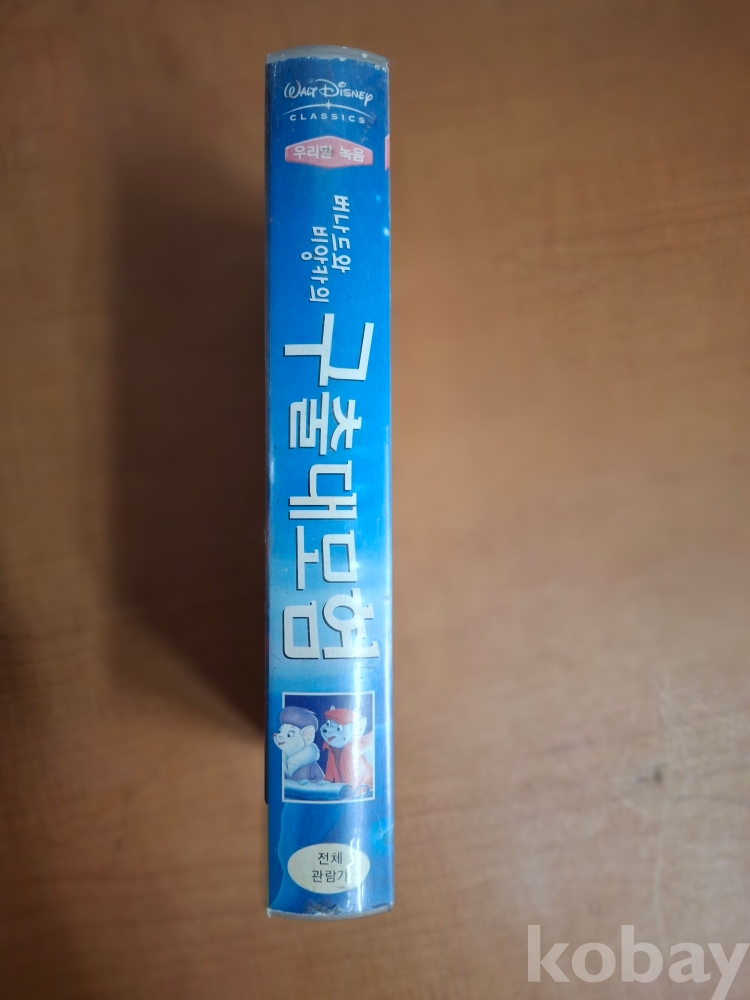 WALT DISNEY
CLASSICS
우리말 녹음
버나드와
비앙카의
구출대모험
전체
관람가
kobay